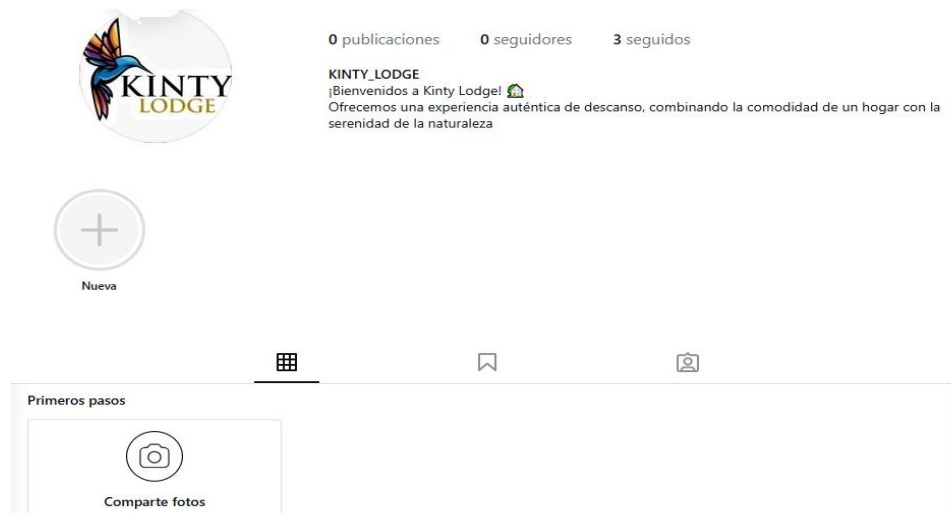 KINTY
LODGE
0 publicaciones 0 seguidores 3 seguidos
KINTY_LODGE
¡Bienvenidos a Kinty Lodge! 🏡
Ofrecemos una experiencia auténtica de descanso, combinando la comodidad de un hogar con la
serenidad de la naturaleza
Nueva
Primeros pasos
Comparte fotos